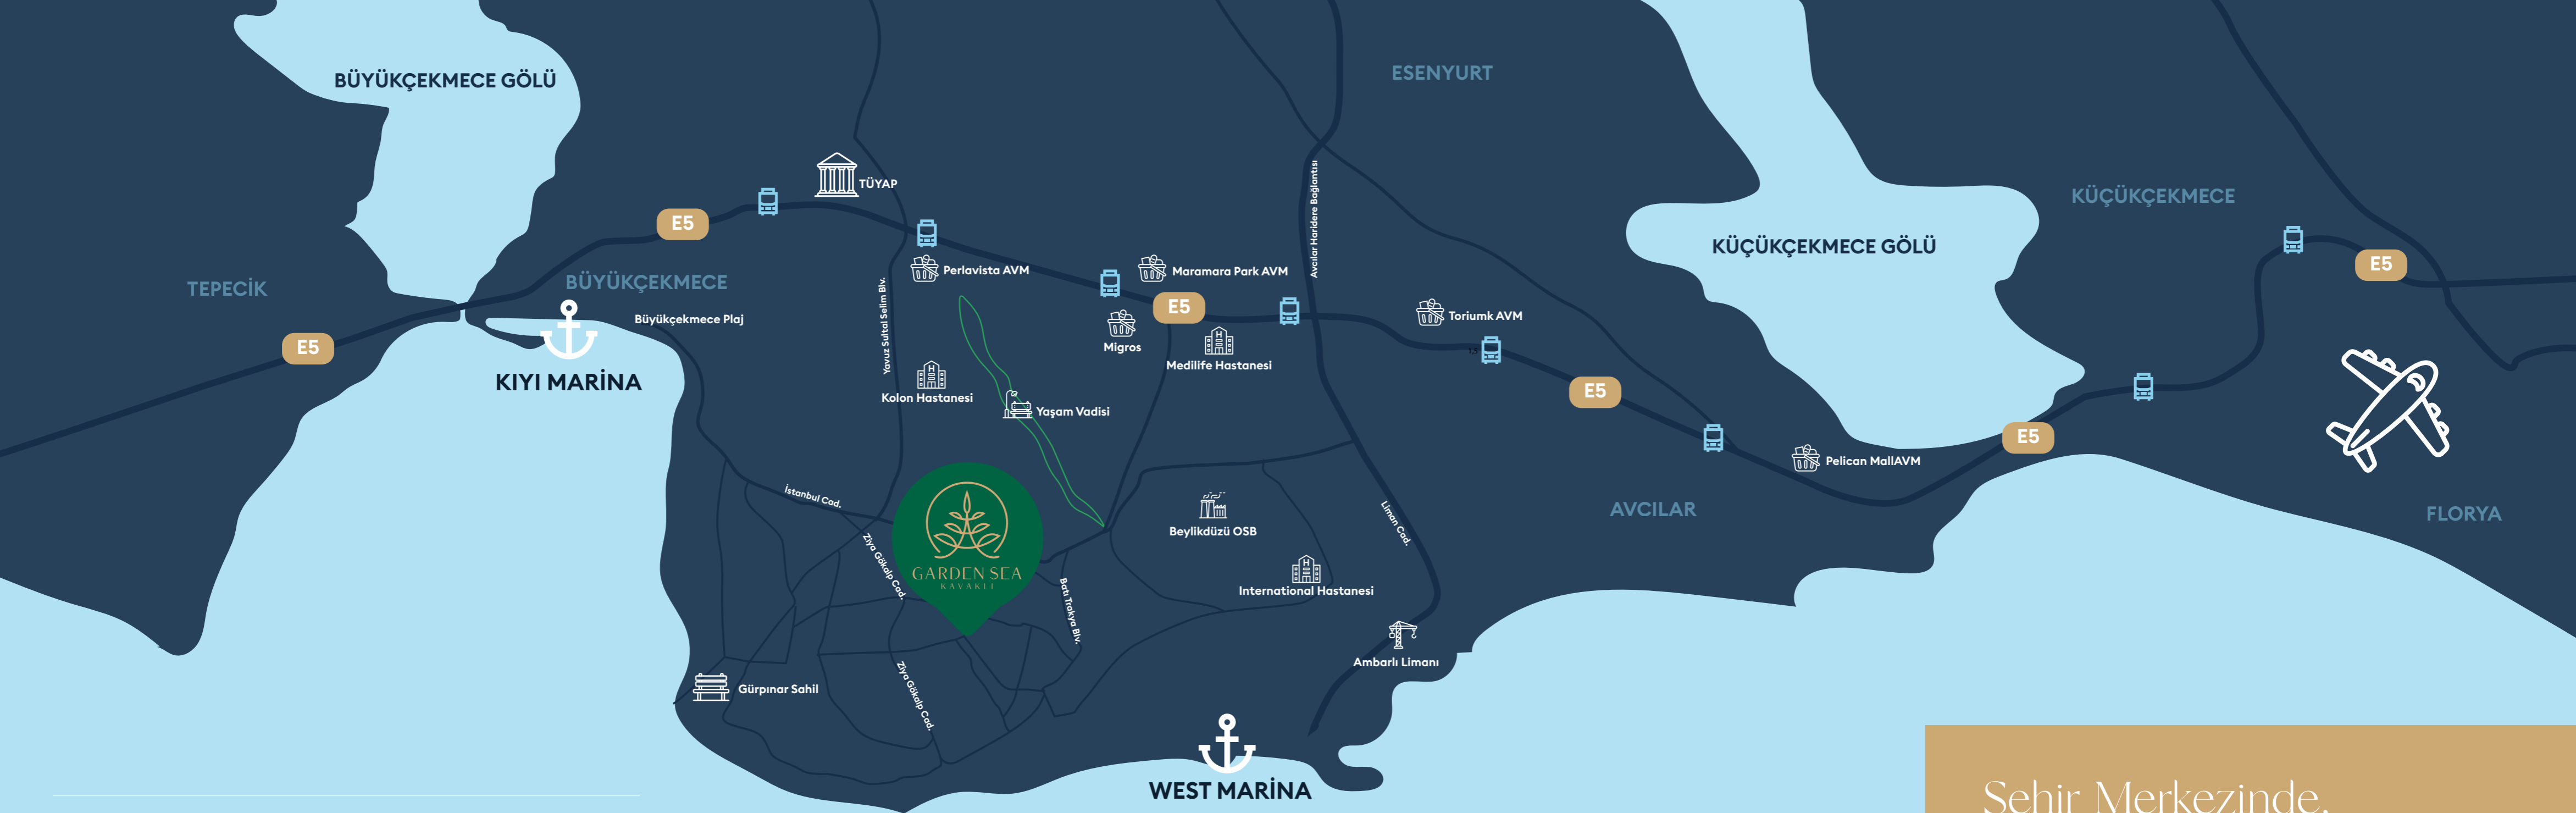 BÜYÜKÇEKMECE GÖLÜ
ESENYURT
TÜYAP
Avcılar Haridere Bağlantısı
KÜÇÜKÇEKMECE
E5
KÜÇÜKÇEKMECE GÖLÜ
E5
Perlavista AVM
Maramara Park AVM
TEPECİK
BÜYÜKÇEKMECE
Yavuz Sultal Selim Blv.
E5
Büyükçekmece Plaj
Toriumk AVM
E5
Migros
Medilife Hastanesi
KIYI MARİNA
E5
Kolon Hastanesi
Yaşam Vadisi
E5
Pelican MallAVM
İstanbul Cad.
AVCILAR
FLORYA
Liman Cad.
Beylikdüzü OSB
Ziya Gökalp Cad.
GARDEN SEA
KAVAKLI
International Hastanesi
Batı Trakya Blv.
Ambarlı Limanı
Gürpınar Sahil
Ziya Gökalp Cad.
WEST MARİNA
Şehir Merkezinde,